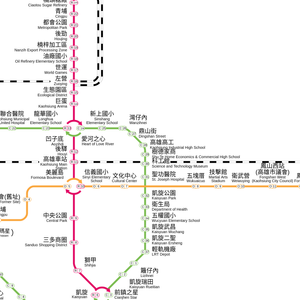 Ciaotou Sugar Refinery
青埔
Cingpu
都會公園
Metropolitan Park
後勁
Houjing
楠梓加工區
Nanzih Export Processing Zone
油廠國小
Oil Refinery Elementary School
世運
World Games
左營
Zuoying
生態園區
Ecological District
巨蛋
Kaohsiung Arena
聯合醫院
龍華國小
Longhua
Elementary School
新上國小
Sinshang
Elementary School
灣仔內
Wanzihnei
鼎山街
Dingshan Street
凹子底
Aozihdi
愛河之心
Heart of Love River
高雄高工
Kaohsiung Industrial High School
樹德家商
Shu-Te Home Economics & Commercial High School
後驛
Houyi
高雄車站
科工館
Science and Technology Museum
美麗島
Formosa Boulevard
信義國小
Sinyi Elementary
School
文化中心
Cultural Center
聖功醫院
St. Joseph Hospital
五塊厝
Wukuaicuo
技擊館
Martial Arts
Stadium
衛武營
Weiwuying
鳳山西站
(高雄市議會)
Fongshan West
(Kaohsiung City Council)
凱旋公園
Kaisyuan Park
衛生局
Department of Health
五權國小
Wucyuan Elementary School
凱旋武昌
Kaisyuan Wuchang
凱旋二聖
Kaisyuan Ersheng
輕軌機廠
LRT Depot
中央公園
Central Park
三多商圈
Sanduo Shopping District
獅甲
Shihjia
籬仔內
Lizihnei
凱旋瑞田
Kaisyuan Rueitian
凱旋
Kaisyuan
前鎮之星
Cianjhen Star